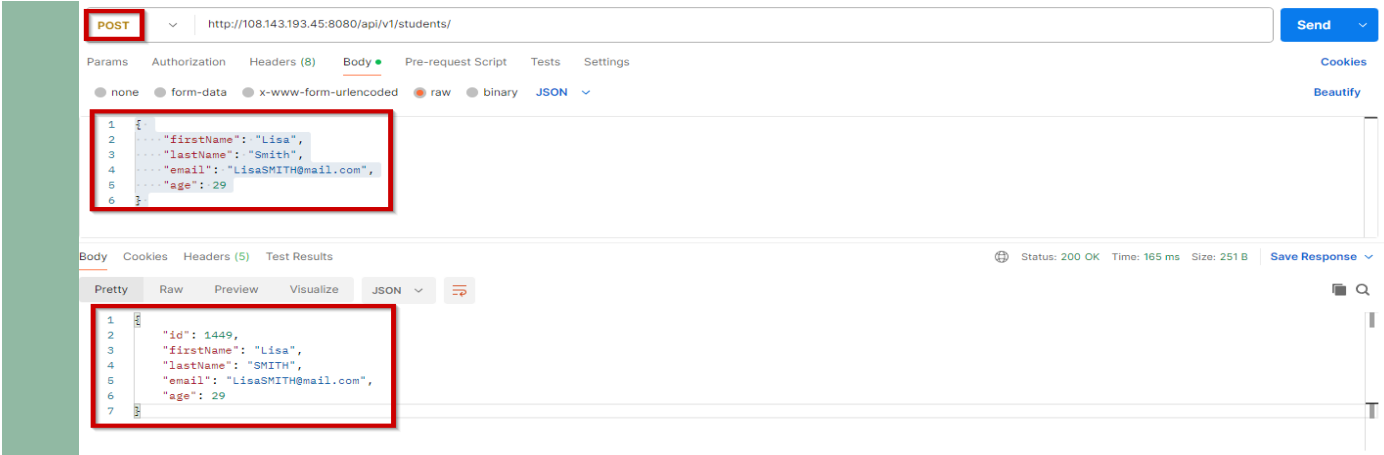 POST http://108.143.193.45:8080/api/v1/students/ Send
Params Authorization Headers (8) Body Pre-request Script Tests Settings Cookies
none form-data x-www-form-urlencoded raw binary JSON Beautify
1 {
2 "firstName": "Lisa",
3 "lastName": "Smith",
4 "email": "LisaSMITH@mail.com",
5 "age": 29
6 }
Body Cookies Headers (5) Test Results Status: 200 OK Time: 165 ms Size: 251 B Save Response
Pretty Raw Preview Visualize JSON
1 {
2 "id": 1449,
3 "firstName": "Lisa",
4 "lastName": "SMITH",
5 "email": "LisaSMITH@mail.com",
6 "age": 29
7 }